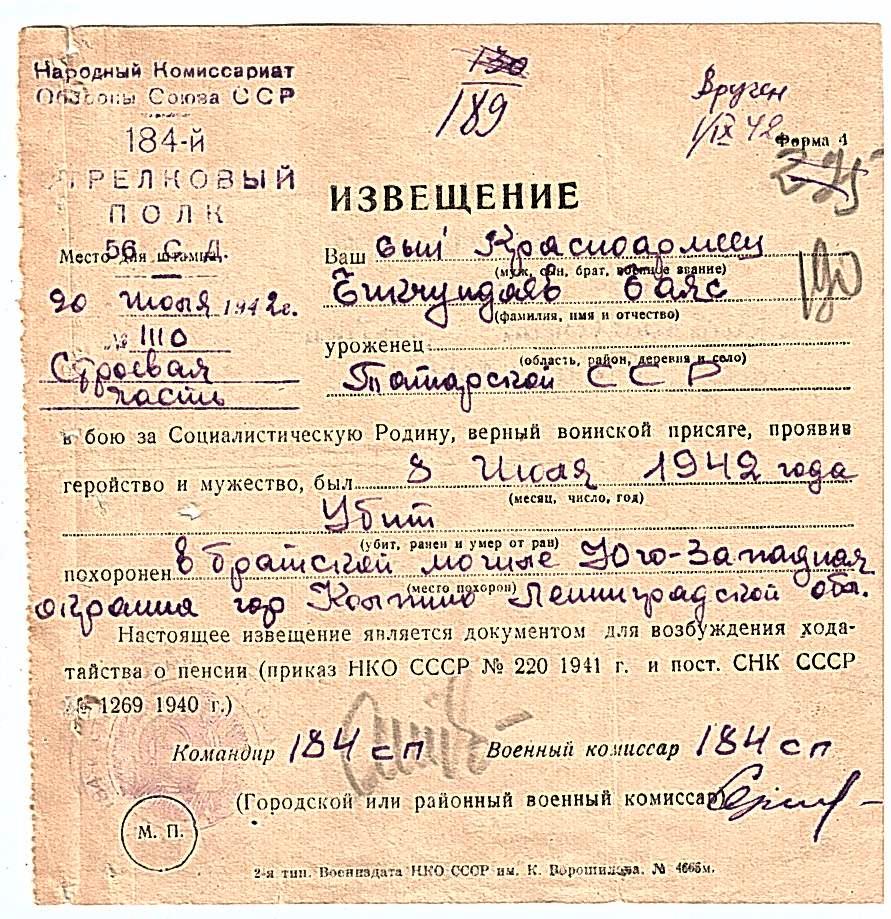 Народный Комиссариат
Обороны Союза ССР
184-й
СТРЕЛКОВЫЙ
ПОЛК
56 С.Д.
Место для штампа.
20 июля 1942 г.
№ 1110
Строевая
часть
130
189
Вручен
1/IX 42
Форма 4
295
190
ИЗВЕЩЕНИЕ
Ваш сын Красноармеец
(муж, сын, брат, военное звание)
Баяс
(фамилия, имя и отчество)
уроженец
(область, район, деревня и село)
Татарской ССР
в бою за Социалистическую Родину, верный воинской присяге, проявив
геройство и мужество, был 8 Июля 1942 года
(месяц, число, год)
Убит
(убит, ранен и умер от ран)
похоронен в братской могиле Юго-Западная
(место похорон)
окраина гор Колпино Ленинградской обл.
Настоящее извещение является документом для возбуждения хода-
тайства о пенсии (приказ НКО СССР № 220 1941 г. и пост. СНК СССР
№ 1269 1940 г.)
Командир 184 сп Военный комиссар 184 сп
(Городской или районный военный комиссар)
М. П.
2-я тип. Воениздата НКО СССР им. К. Ворошилова. № 4665м.